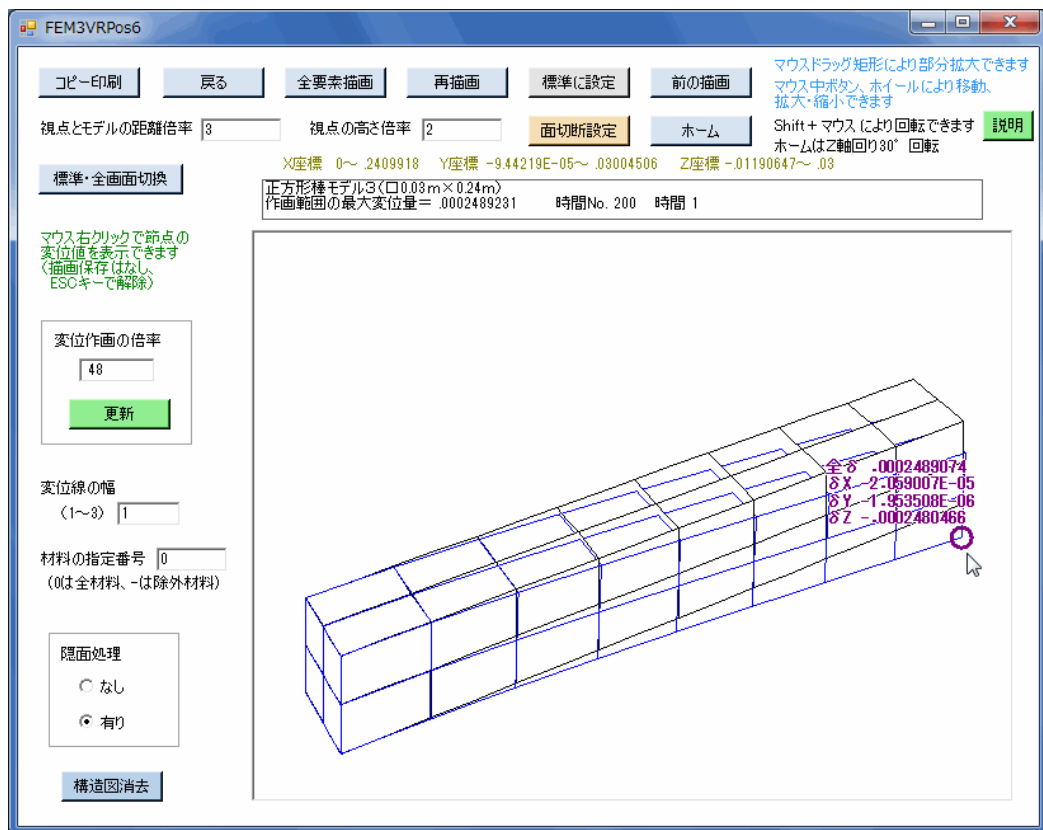 FEM3VRPos6
コピー印刷
戻る
全要素描画
再描画
標準に設定
前の描画
マウスドラッグ矩形により部分拡大できます
マウス中ボタン、ホイールにより移動、
拡大・縮小できます
視点とモデルの距離倍率 3
視点の高さ倍率 2
面切断設定
ホーム
Shift+マウスにより回転できます
ホームはZ軸回り30° 回転
説明
標準・全画面切換
X座標 0～ .2409918 Y座標 -9.44219E-05～ .03004506 Z座標 -.01190647～ .03
正方形棒モデル3(口0.03m×0.24m)
作画範囲の最大変位量= .0002489231 時間No. 200 時間 1
マウス右クリックで節点の
変位値を表示できます
(描画保存はなし、
ESCキーで解除)
変位作画の倍率
48
更新
全δ .0002489074
δX -2.059007E-05
δY -1.953508E-06
δZ -.0002480466
変位線の幅
(1～3) 1
材料の指定番号 0
(0は全材料、-は除外材料)
隠面処理
なし
有り
構造図消去